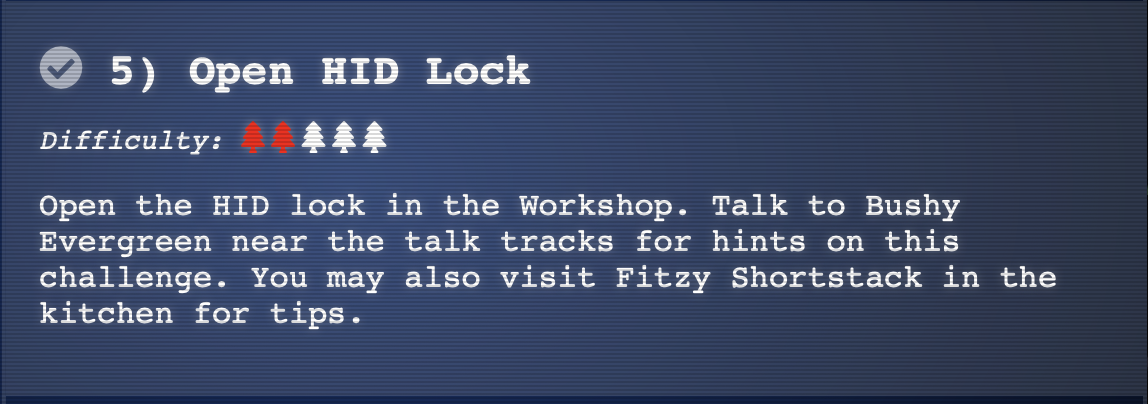 5) Open HID Lock
Difficulty:
Open the HID lock in the Workshop. Talk to Bushy
Evergreen near the talk tracks for hints on this
challenge. You may also visit Fitzy Shortstack in the
kitchen for tips.